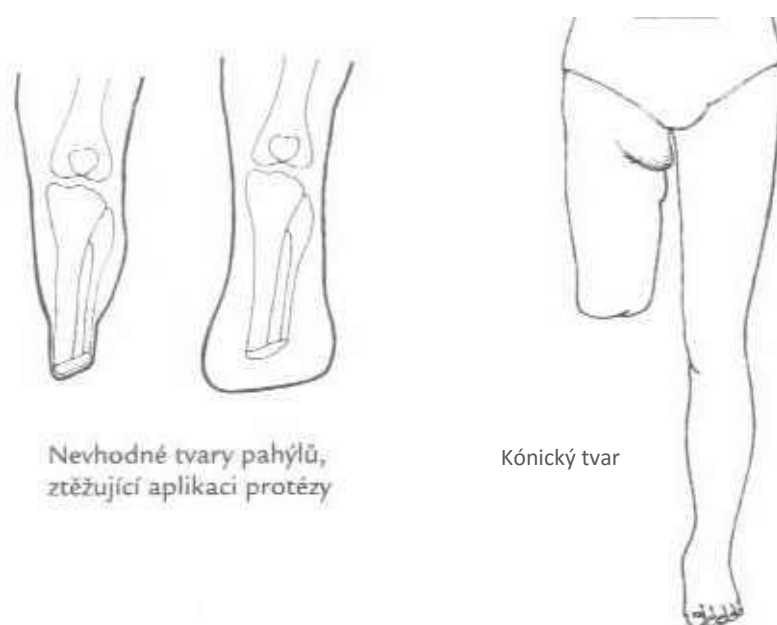 Nevhodné tvary pahýlů,
ztěžující aplikaci protézy
Kónický tvar